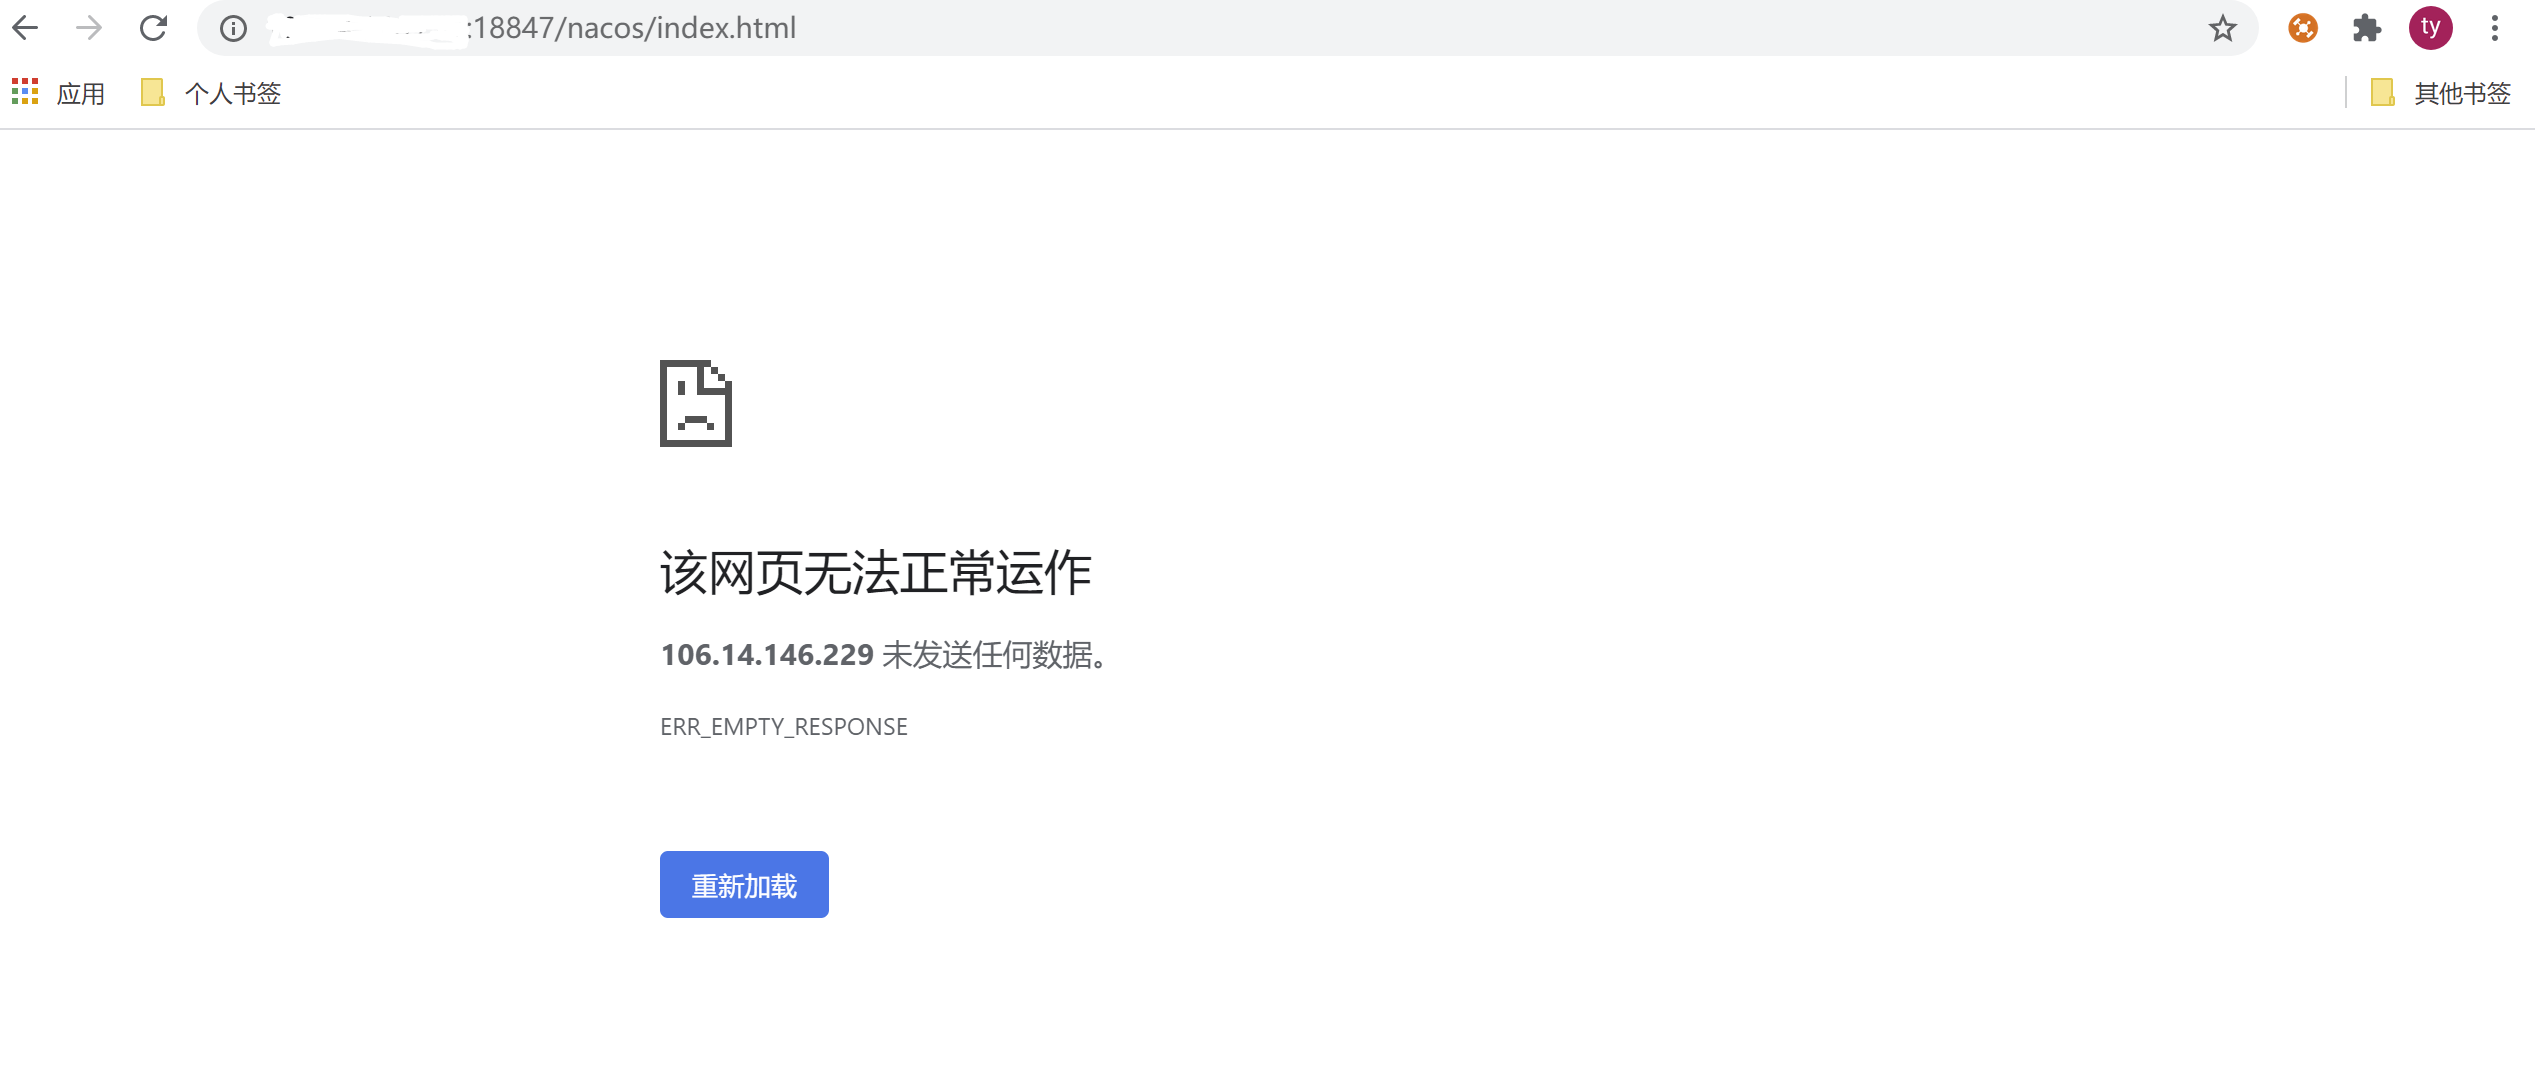 :18847/nacos/index.html
ty
应用
个人书签
其他书签
该网页无法正常运作
106.14.146.229 未发送任何数据。
ERR_EMPTY_RESPONSE
重新加载